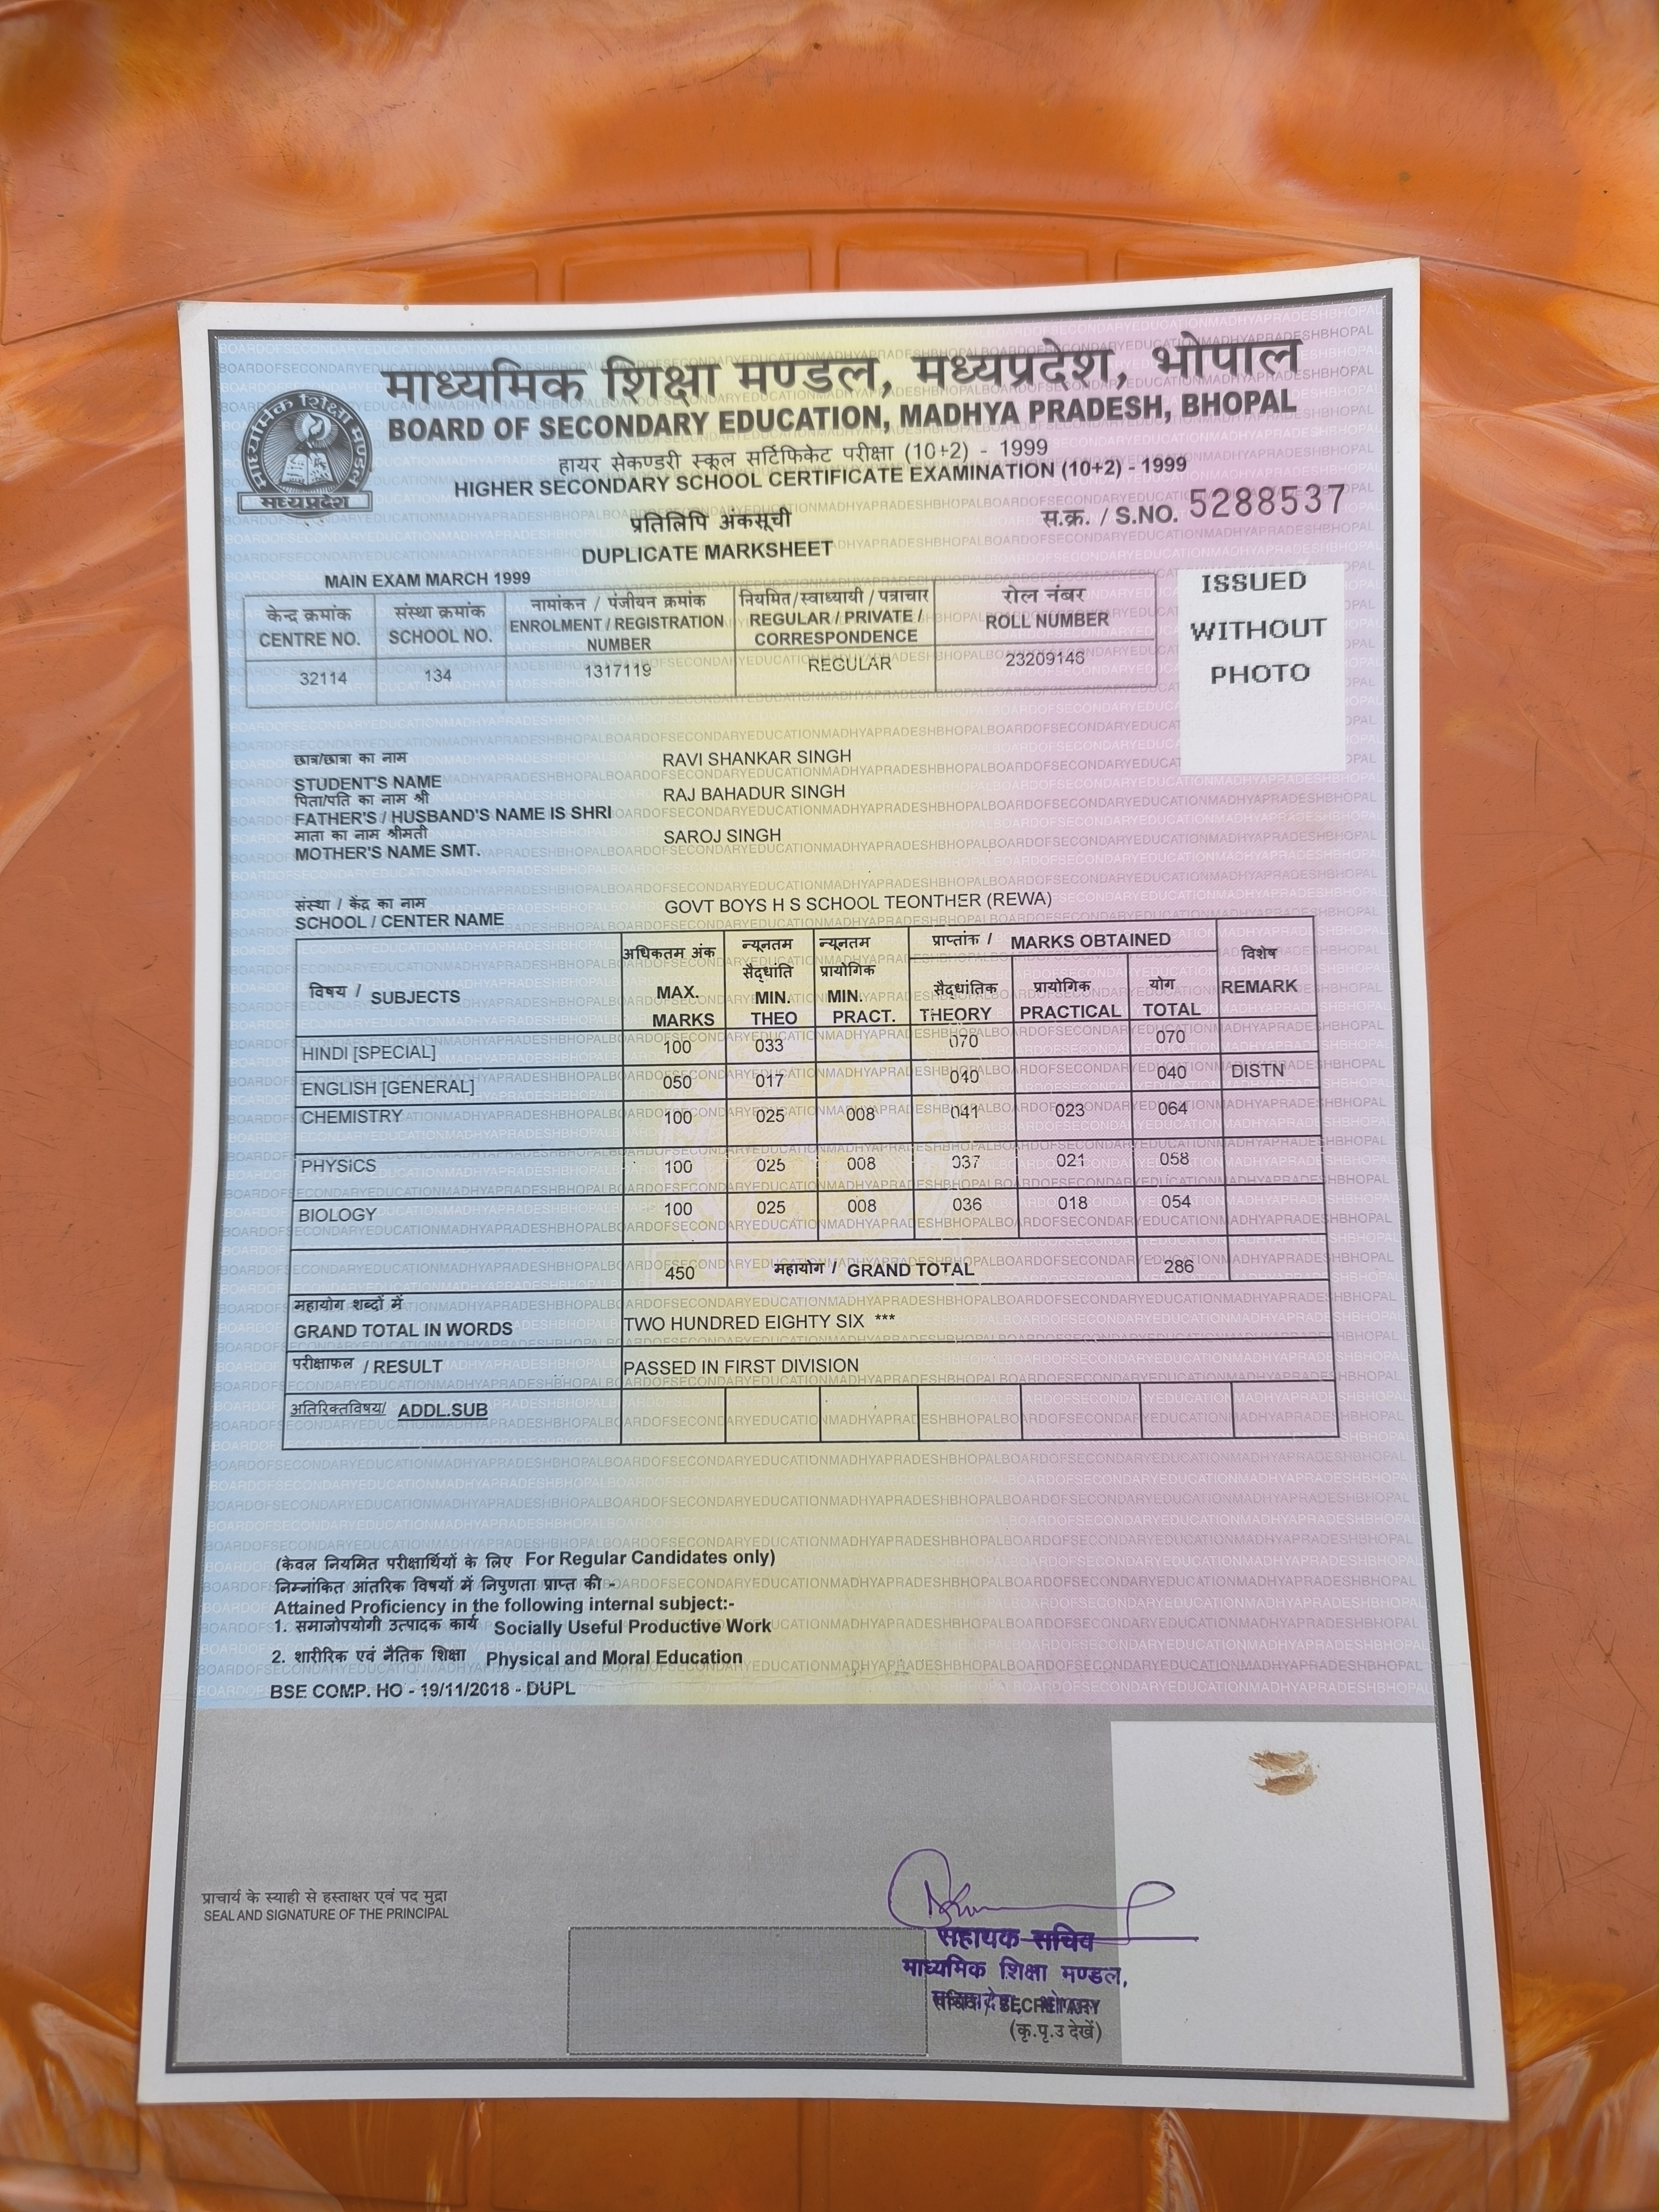 माध्यमिक शिक्षा मण्डल, मध्यप्रदेश, भोपाल
BOARD OF SECONDARY EDUCATION, MADHYA PRADESH, BHOPAL
हायर सेकण्डरी स्कूल सर्टिफिकेट परीक्षा (10+2) - 1999
HIGHER SECONDARY SCHOOL CERTIFICATE EXAMINATION (10+2) - 1999
माध्यमिक शिक्षा मण्डल
मध्यप्रदेश
प्रतिलिपि अंकसूची
स.क्र. / S.NO. 5288537
DUPLICATE MARKSHEET
MAIN EXAM MARCH 1999
ISSUED
WITHOUT
PHOTO
केन्द्र क्रमांक संस्था क्रमांक नामांकन / पंजीयन क्रमांक नियमित/स्वाध्यायी / पत्राचार रोल नंबर
CENTRE NO. SCHOOL NO. ENROLMENT / REGISTRATION NUMBER REGULAR / PRIVATE / CORRESPONDENCE ROLL NUMBER
32114 134 1317119 REGULAR 23209146
छात्र/छात्रा का नाम
STUDENT'S NAME RAVI SHANKAR SINGH
पिता/पति का नाम श्री
FATHER'S / HUSBAND'S NAME IS SHRI RAJ BAHADUR SINGH
माता का नाम श्रीमती
MOTHER'S NAME SMT. SAROJ SINGH
संस्था / केंद्र का नाम
SCHOOL / CENTER NAME GOVT BOYS H S SCHOOL TEONTHER (REWA)
विषय / SUBJECTS अधिकतम अंक MAX. MARKS न्यूनतम सैद्धांति MIN. THEO न्यूनतम प्रायोगिक MIN. PRACT. प्राप्तांक / MARKS OBTAINED विशेष REMARK
सैद्धांतिक THEORY प्रायोगिक PRACTICAL योग TOTAL
HINDI [SPECIAL] 100 033 070 070
ENGLISH [GENERAL] 050 017 040 040 DISTN
CHEMISTRY 100 025 008 041 023 064
PHYSICS 100 025 008 037 021 058
BIOLOGY 100 025 008 036 018 054
450 महायोग / GRAND TOTAL 286
महायोग शब्दों में
GRAND TOTAL IN WORDS TWO HUNDRED EIGHTY SIX ***
परीक्षाफल / RESULT PASSED IN FIRST DIVISION
अतिरिक्तविषय/ ADDL.SUB
(केवल नियमित परीक्षार्थियों के लिए For Regular Candidates only)
निम्नांकित आंतरिक विषयों में निपुणता प्राप्त की -
Attained Proficiency in the following internal subject:-
1. समाजोपयोगी उत्पादक कार्य Socially Useful Productive Work
2. शारीरिक एवं नैतिक शिक्षा Physical and Moral Education
BSE COMP. HO - 19/11/2018 - DUPL
प्राचार्य के स्याही से हस्ताक्षर एवं पद मुद्रा
SEAL AND SIGNATURE OF THE PRINCIPAL
सहायक सचिव
माध्यमिक शिक्षा मण्डल,
SECRETARY
(कृ.पृ.उ देखें)